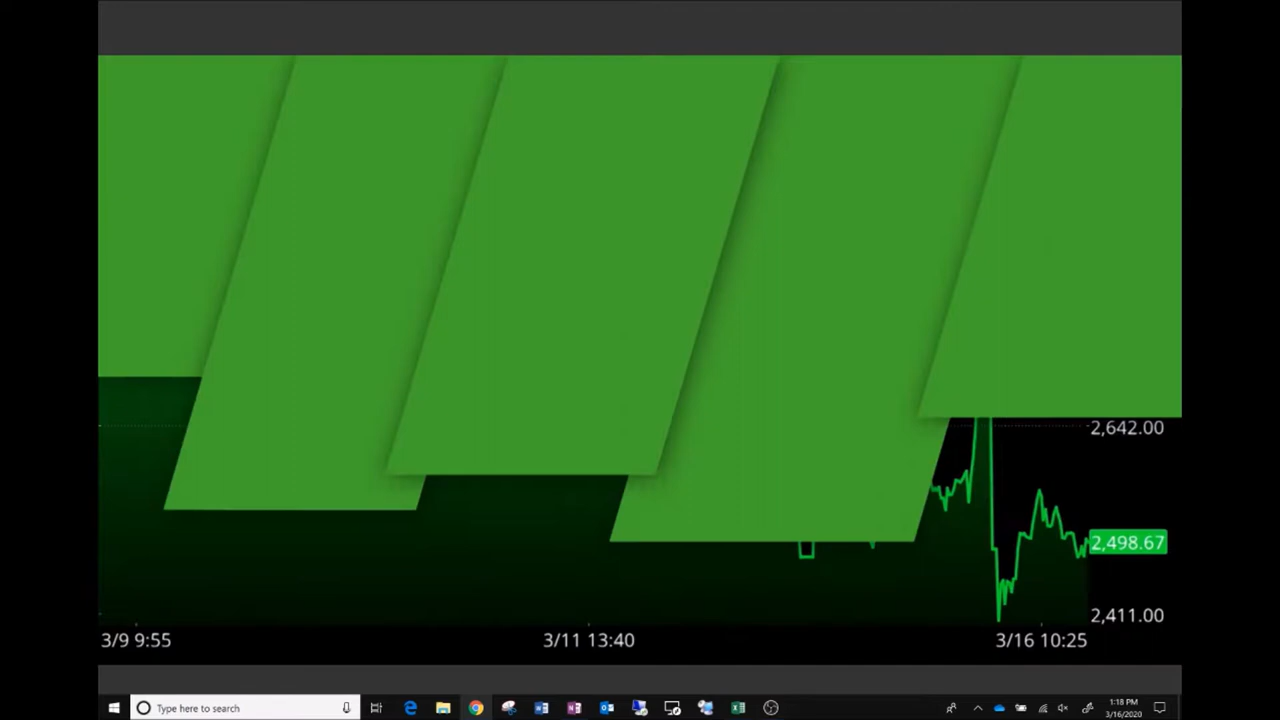 2,642.00
2,498.67
2,411.00
3/9 9:55 3/11 13:40 3/16 10:25
Type here to search
1:18 PM
3/16/2020